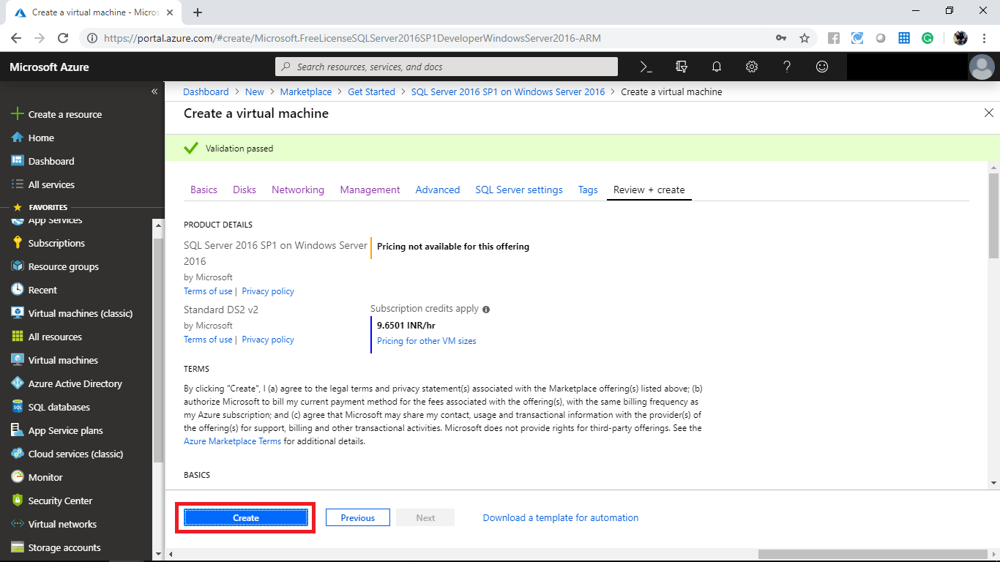 Create a virtual machine - Micros
https://portal.azure.com/#create/Microsoft.FreeLicenseSQLServer2016SP1DeveloperWindowsServer2016-ARM
Microsoft Azure
Search resources, services, and docs
Dashboard > New > Marketplace > Get Started > SQL Server 2016 SP1 on Windows Server 2016 > Create a virtual machine
Create a virtual machine
Validation passed
Create a resource
Home
Dashboard
All services
FAVORITES
App Services
Subscriptions
Resource groups
Recent
Virtual machines (classic)
All resources
Virtual machines
Azure Active Directory
SQL databases
App Service plans
Cloud services (classic)
Monitor
Security Center
Virtual networks
Storage accounts
Basics Disks Networking Management Advanced SQL Server settings Tags Review + create
PRODUCT DETAILS
SQL Server 2016 SP1 on Windows Server
2016
by Microsoft
Terms of use | Privacy policy
Pricing not available for this offering
Standard DS2 v2
by Microsoft
Terms of use | Privacy policy
Subscription credits apply
9.6501 INR/hr
Pricing for other VM sizes
TERMS
By clicking "Create", I (a) agree to the legal terms and privacy statement(s) associated with the Marketplace offering(s) listed above; (b)
authorize Microsoft to bill my current payment method for the fees associated with the offering(s), with the same billing frequency as
my Azure subscription; and (c) agree that Microsoft may share my contact, usage and transactional information with the provider(s) of
the offering(s) for support, billing and other transactional activities. Microsoft does not provide rights for third-party offerings. See the
Azure Marketplace Terms for additional details.
BASICS
Create Previous Next Download a template for automation